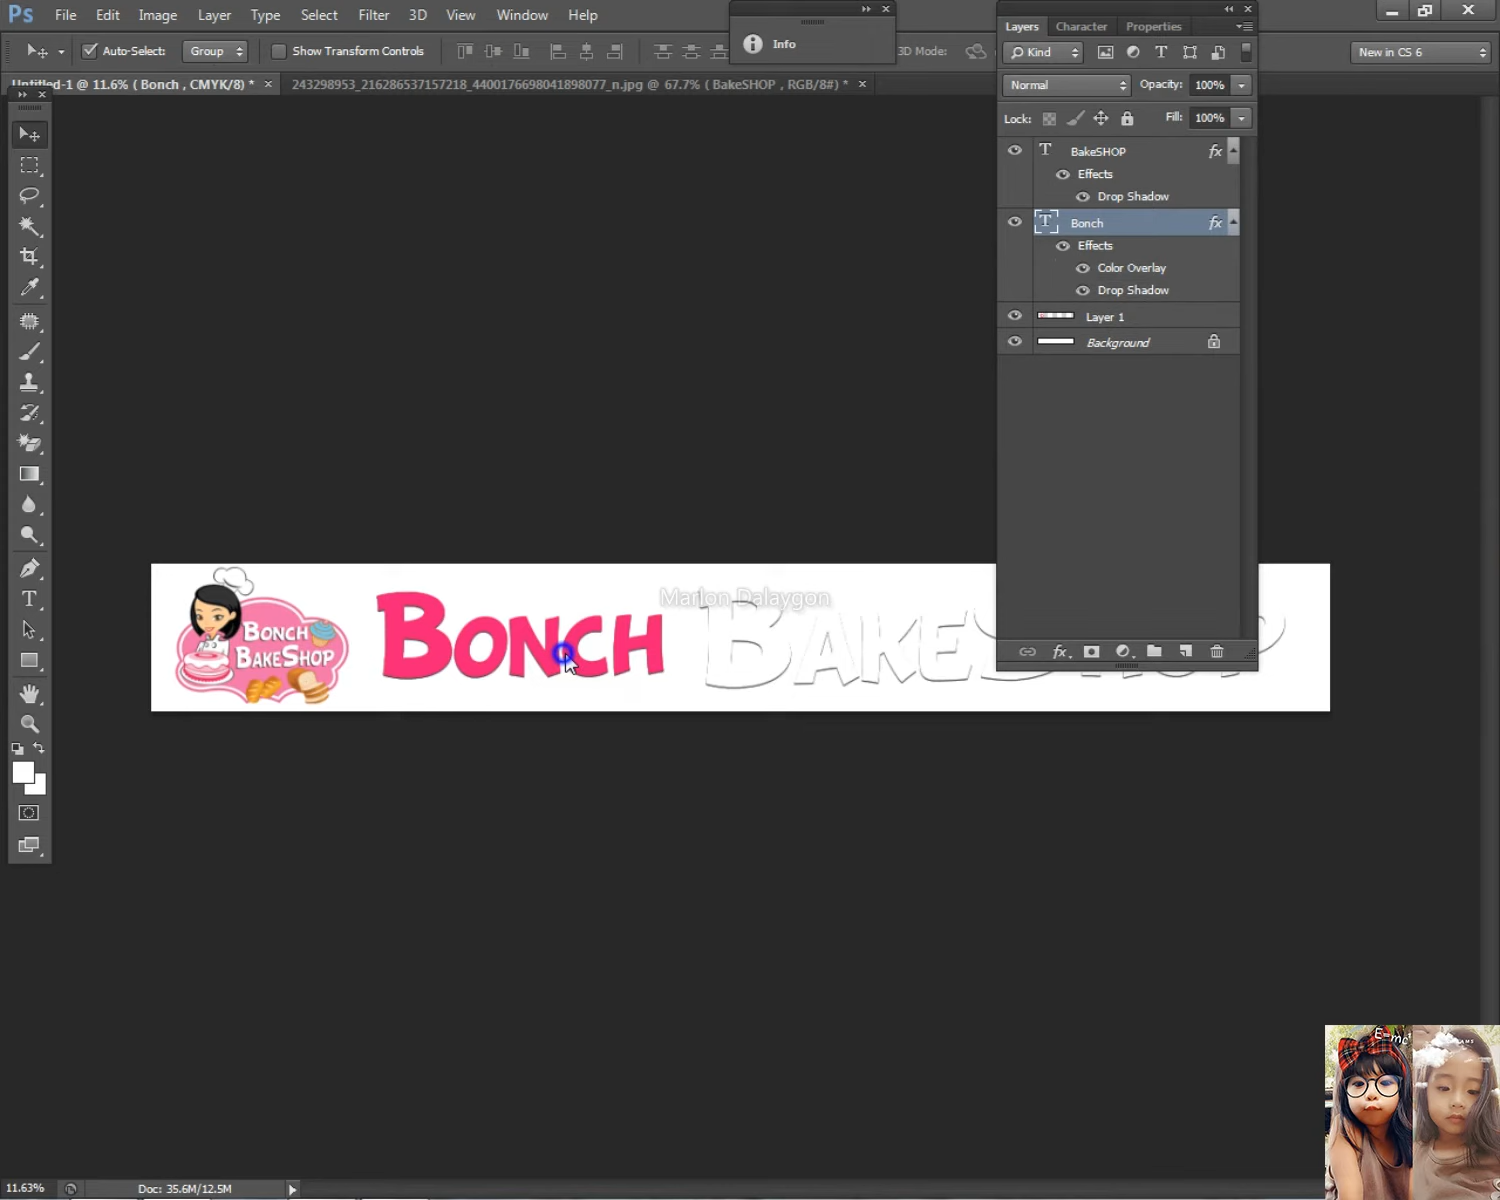 Ps File Edit Image Layer Type Select Filter 3D View Window Help
Auto-Select: Group Show Transform Controls 3D Mode: New in CS 6
Info
Untitled-1 @ 11.6% ( Bonch , CMYK/8) * × 243298953_216286537157218_4400176698041898077_n.jpg @ 67.7% ( BakeSHOP , RGB/8#) * ×
Layers Character Properties
Kind
Normal Opacity: 100%
Lock: Fill: 100%
T BakeSHOP fx
Effects
Drop Shadow
T Bonch fx
Effects
Color Overlay
Drop Shadow
Layer 1
Background
fx
Marlon Dalaygon
BONCH
BAKESHOP
BONCH BAKESHOP
E=mc²
11.63% Doc: 35.6M/12.5M